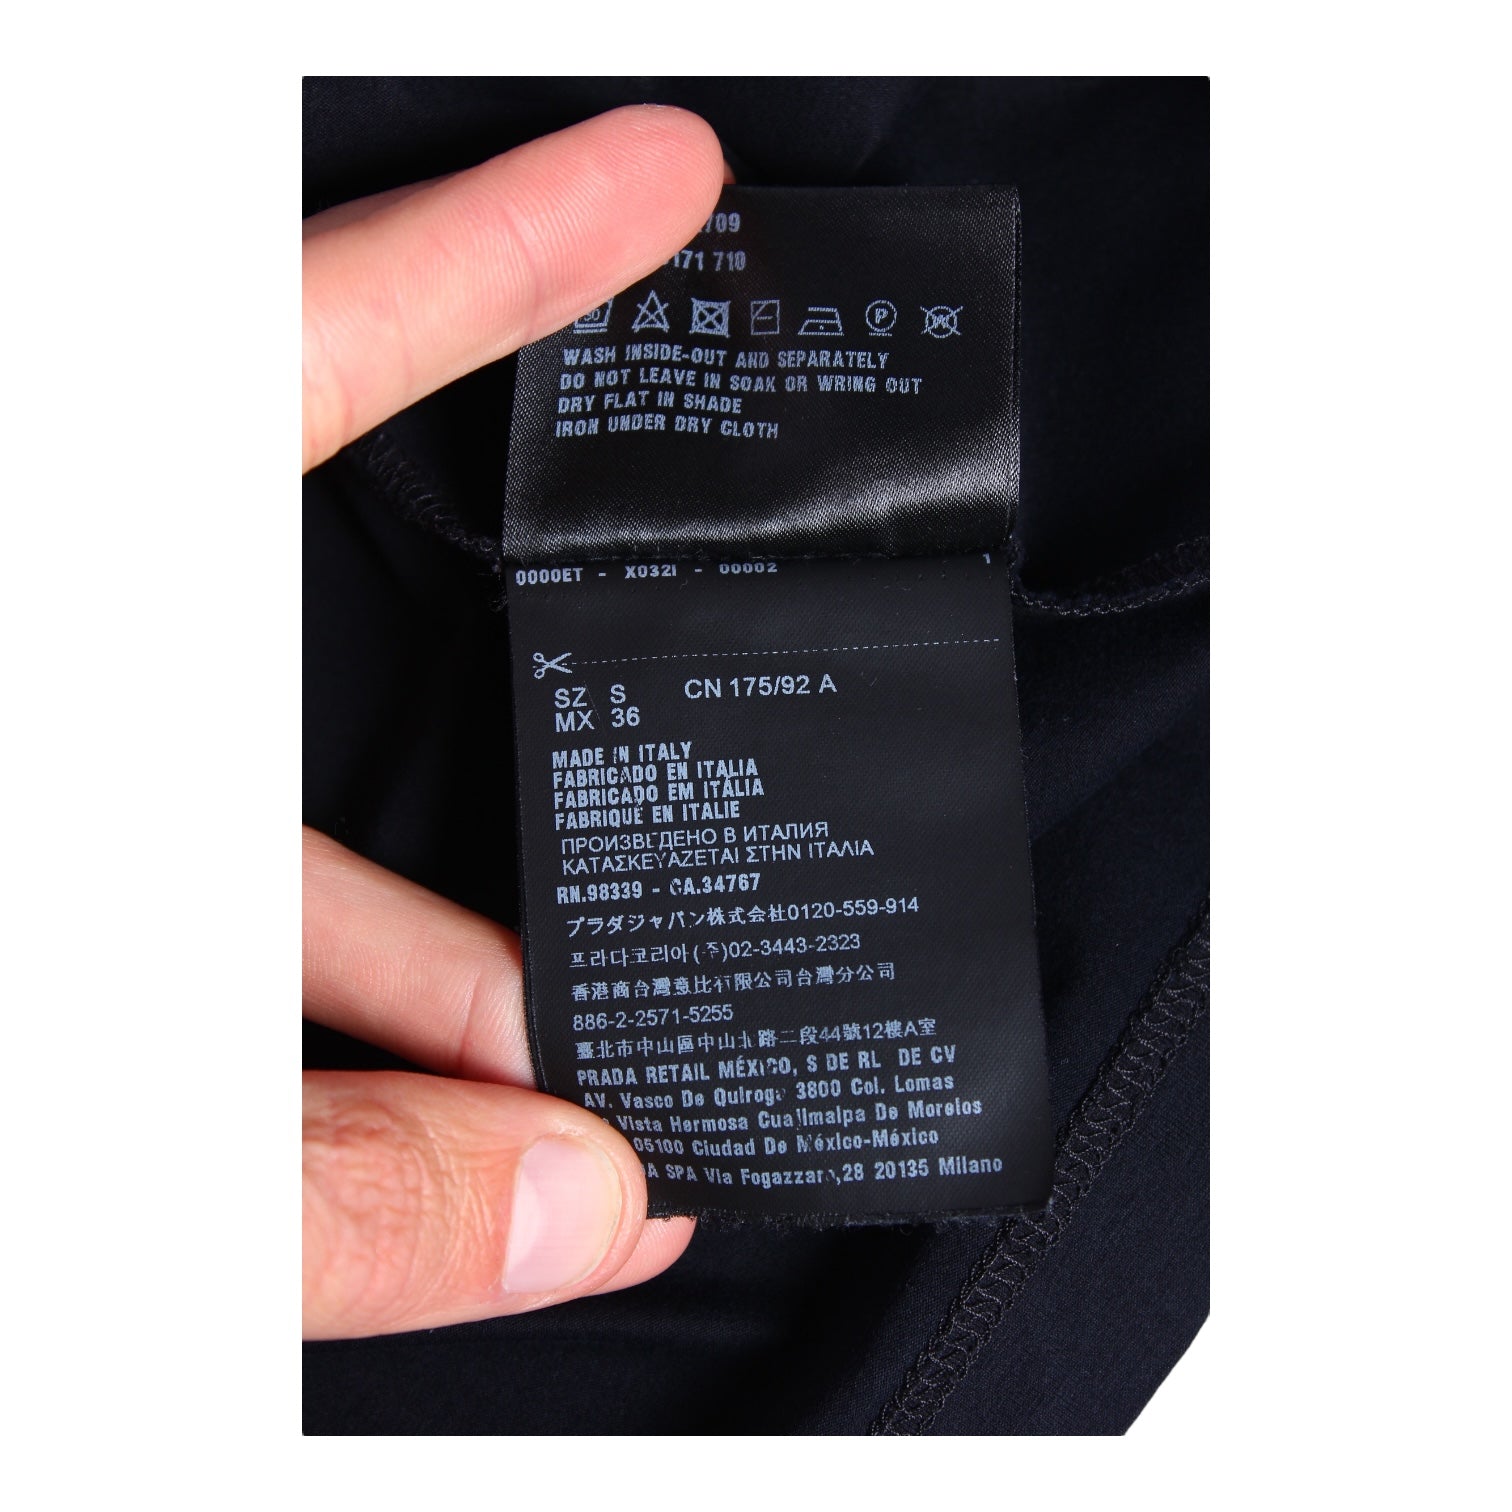 171 710
WASH INSIDE-OUT AND SEPARATELY
DO NOT LEAVE IN SOAK OR WRING OUT
DRY FLAT IN SHADE
IRON UNDER DRY CLOTH
0000ET - X032I - 00002 1
SZ S CN 175/92 A
MX 36
MADE IN ITALY
FABRICADO EN ITALIA
FABRICADO EM ITÁLIA
FABRIQUÉ EN ITALIE
ПРОИЗВЕДЕНО В ИТАЛИЯ
ΚΑΤΑΣΚΕΥΑΖΕΤΑΙ ΣΤΗΝ ΙΤΑΛΙΑ
RN.98339 - CA.34767
プラダジャパン株式会社0120-559-914
프라다코리아(주)02-3443-2323
香港商台灣意比有限公司台灣分公司
886-2-2571-5255
臺北市中山區中山北路二段44號12樓A室
PRADA RETAIL MÉXICO, S DE RL DE CV
AV. Vasco De Quiroga 3800 Col. Lomas
Vista Hermosa Cuajimalpa De Morelos
05100 Ciudad De México-México
SPA Via Fogazzaro,28 20135 Milano